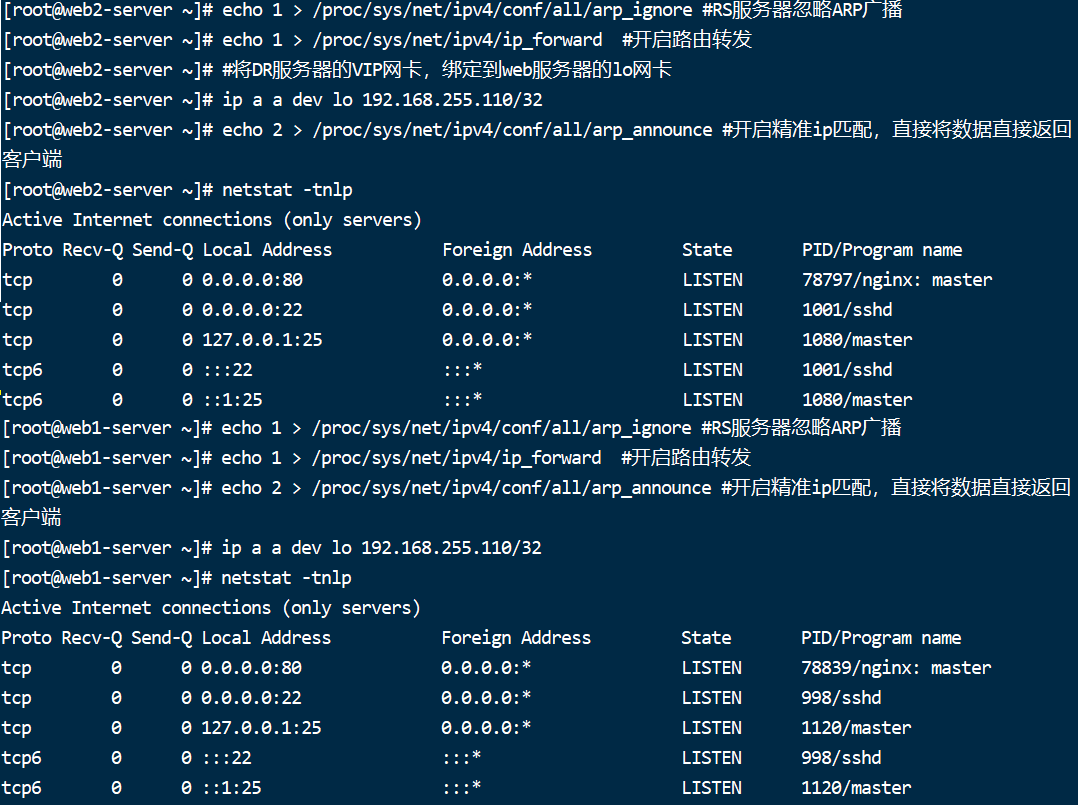 [root@web2-server ~]# echo 1 > /proc/sys/net/ipv4/conf/all/arp_ignore #RS服务器忽略ARP广播
[root@web2-server ~]# echo 1 > /proc/sys/net/ipv4/ip_forward  #开启路由转发
[root@web2-server ~]# #将DR服务器的VIP网卡，绑定到web服务器的lo网卡
[root@web2-server ~]# ip a a dev lo 192.168.255.110/32
[root@web2-server ~]# echo 2 > /proc/sys/net/ipv4/conf/all/arp_announce #开启精准ip匹配，直接将数据直接返回
客户端
[root@web2-server ~]# netstat -tnlp
Active Internet connections (only servers)
Proto Recv-Q Send-Q Local Address           Foreign Address         State       PID/Program name
tcp        0      0 0.0.0.0:80              0.0.0.0:*               LISTEN      78797/nginx: master
tcp        0      0 0.0.0.0:22              0.0.0.0:*               LISTEN      1001/sshd
tcp        0      0 127.0.0.1:25            0.0.0.0:*               LISTEN      1080/master
tcp6       0      0 :::22                   :::*                    LISTEN      1001/sshd
tcp6       0      0 ::1:25                  :::*                    LISTEN      1080/master
[root@web1-server ~]# echo 1 > /proc/sys/net/ipv4/conf/all/arp_ignore #RS服务器忽略ARP广播
[root@web1-server ~]# echo 1 > /proc/sys/net/ipv4/ip_forward  #开启路由转发
[root@web1-server ~]# echo 2 > /proc/sys/net/ipv4/conf/all/arp_announce #开启精准ip匹配，直接将数据直接返回
客户端
[root@web1-server ~]# ip a a dev lo 192.168.255.110/32
[root@web1-server ~]# netstat -tnlp
Active Internet connections (only servers)
Proto Recv-Q Send-Q Local Address           Foreign Address         State       PID/Program name
tcp        0      0 0.0.0.0:80              0.0.0.0:*               LISTEN      78839/nginx: master
tcp        0      0 0.0.0.0:22              0.0.0.0:*               LISTEN      998/sshd
tcp        0      0 127.0.0.1:25            0.0.0.0:*               LISTEN      1120/master
tcp6       0      0 :::22                   :::*                    LISTEN      998/sshd
tcp6       0      0 ::1:25                  :::*                    LISTEN      1120/master